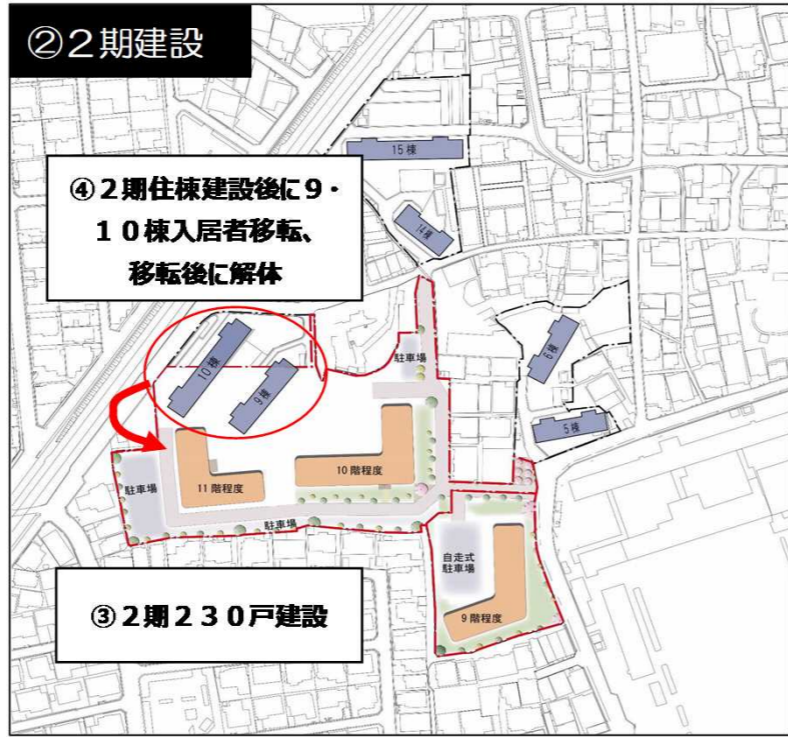 ②２期建設
15棟
④２期住棟建設後に９・
１０棟入居者移転、
移転後に解体
14棟
6棟
駐車場
10棟
9棟
5棟
10階程度
11階程度
駐車場
駐車場
自走式
駐車場
③２期２３０戸建設
9階程度